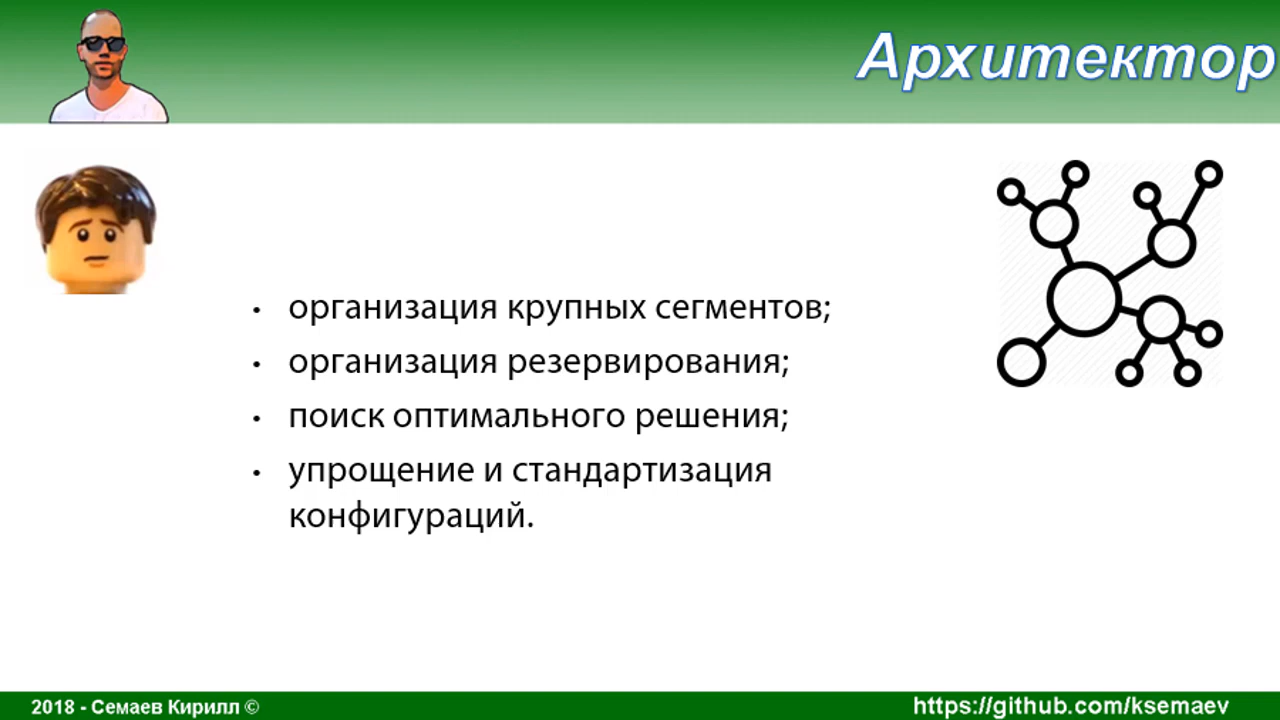 Архитектор
• организация крупных сегментов;
• организация резервирования;
• поиск оптимального решения;
• упрощение и стандартизация
конфигураций.
2018 - Семаев Кирилл ©
https://github.com/ksemaev